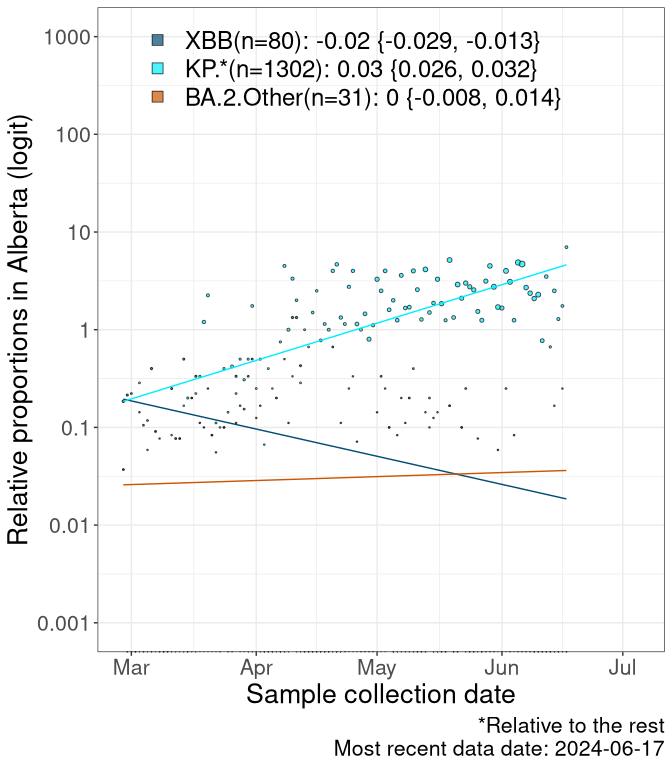 XBB(n=80): -0.02 {-0.029, -0.013}
KP.*(n=1302): 0.03 {0.026, 0.032}
BA.2.Other(n=31): 0 {-0.008, 0.014}
Relative proportions in Alberta (logit)
1000
100
10
1
0.1
0.01
0.001
Mar Apr May Jun Jul
Sample collection date
*Relative to the rest
Most recent data date: 2024-06-17